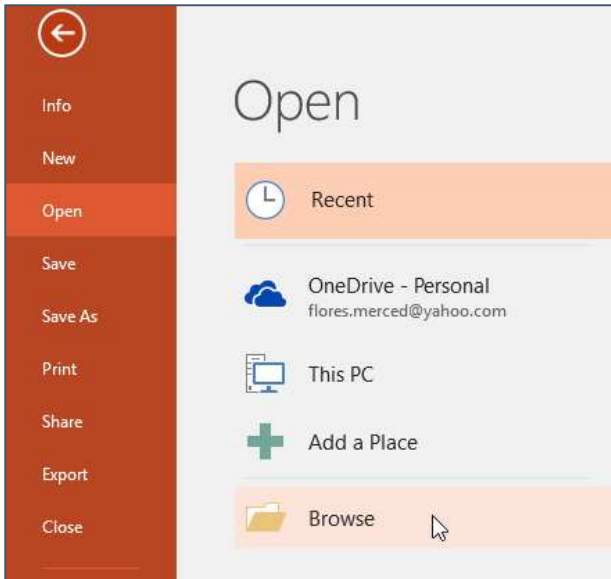 Info
New
Open
Save
Save As
Print
Share
Export
Close
Open
Recent
OneDrive - Personal
flores.merced@yahoo.com
This PC
Add a Place
Browse